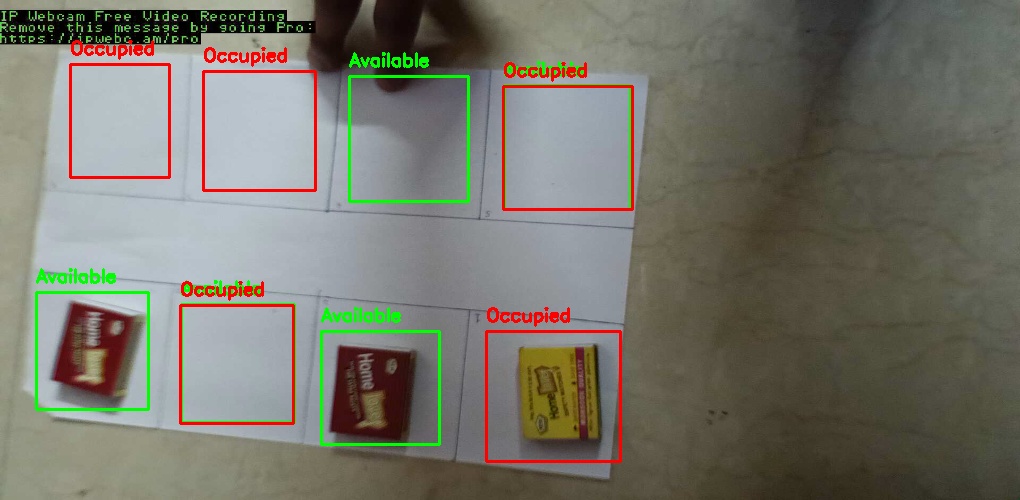 IP Webcam Free Video Recording
Remove this message by going Pro:
https://ipwebc.am/pro
Occupied
Occupied
Available
Occupied
Available
Occupied
Available
Occupied
Home
Home
Home